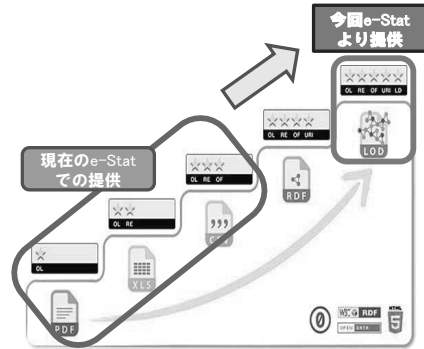 今回e-Stat
より提供
OL RE OF URI LD
LOD
OL RE OF URI
RDF
現在のe-Stat
での提供
OL RE OF
CSV
OL RE
XLS
OL
PDF
W3C RDF
OPEN DATA
HTML
5